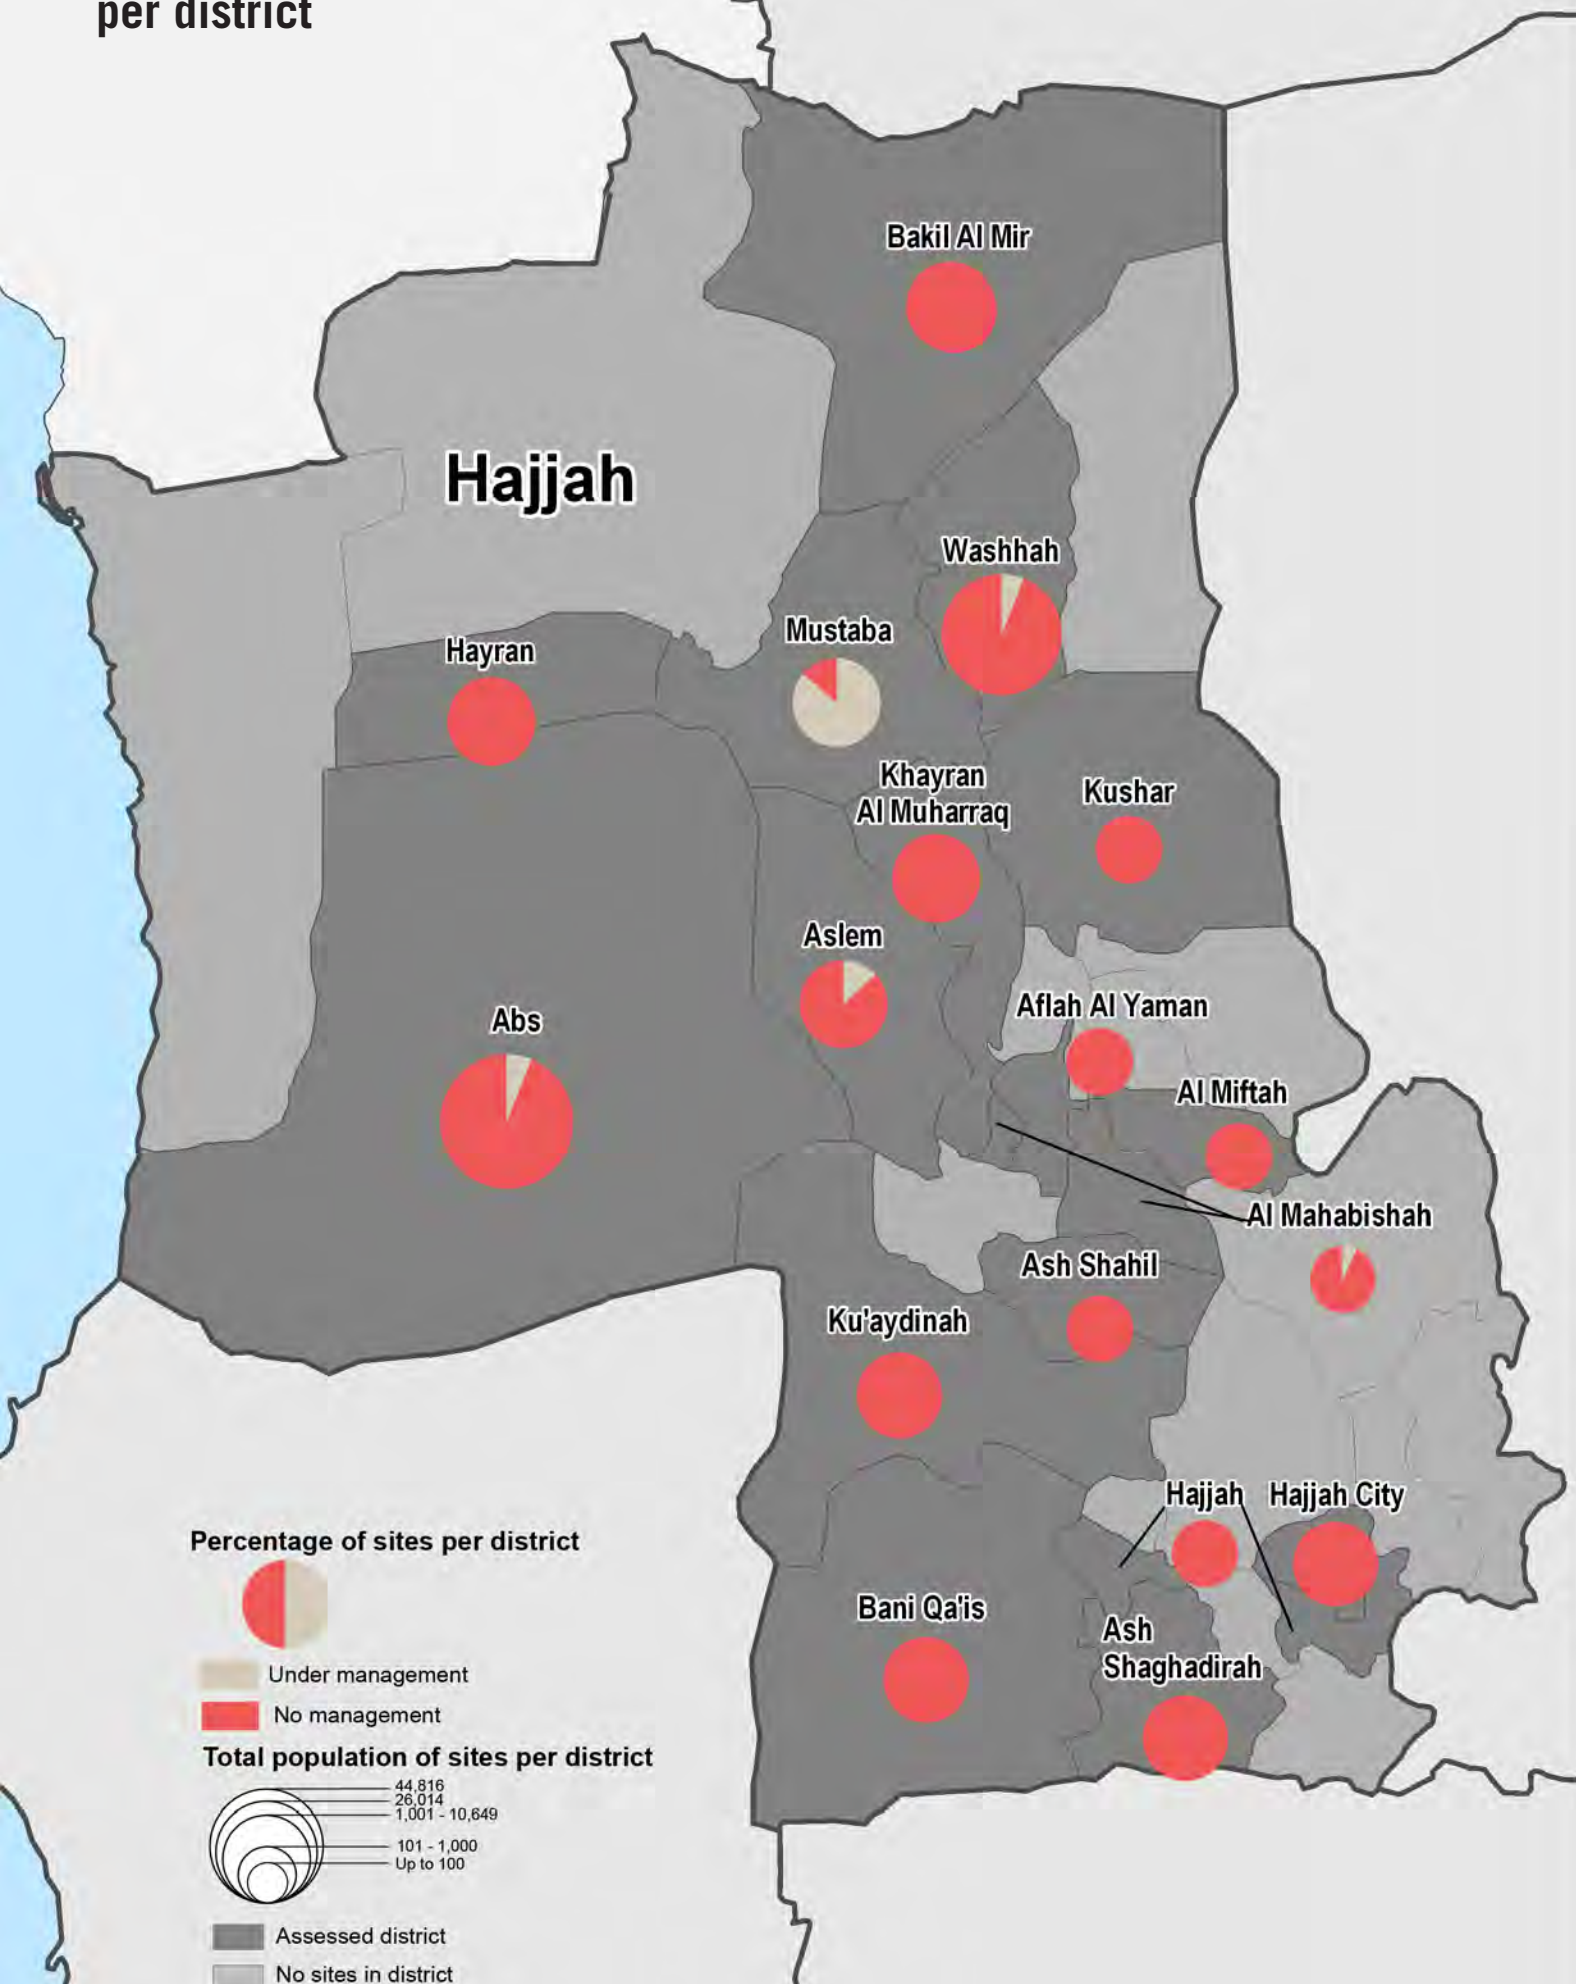 per district
Bakil Al Mir
Hajjah
Washhah
Mustaba
Hayran
Khayran
Al Muharraq
Kushar
Aslem
Aflah Al Yaman
Abs
Al Miftah
Al Mahabishah
Ash Shahil
Ku'aydinah
Hajjah
Hajjah City
Bani Qa'is
Ash
Shaghadirah
Percentage of sites per district
Under management
No management
Total population of sites per district
44,816
26,014
1,001 - 10,649
101 - 1,000
Up to 100
Assessed district
No sites in district